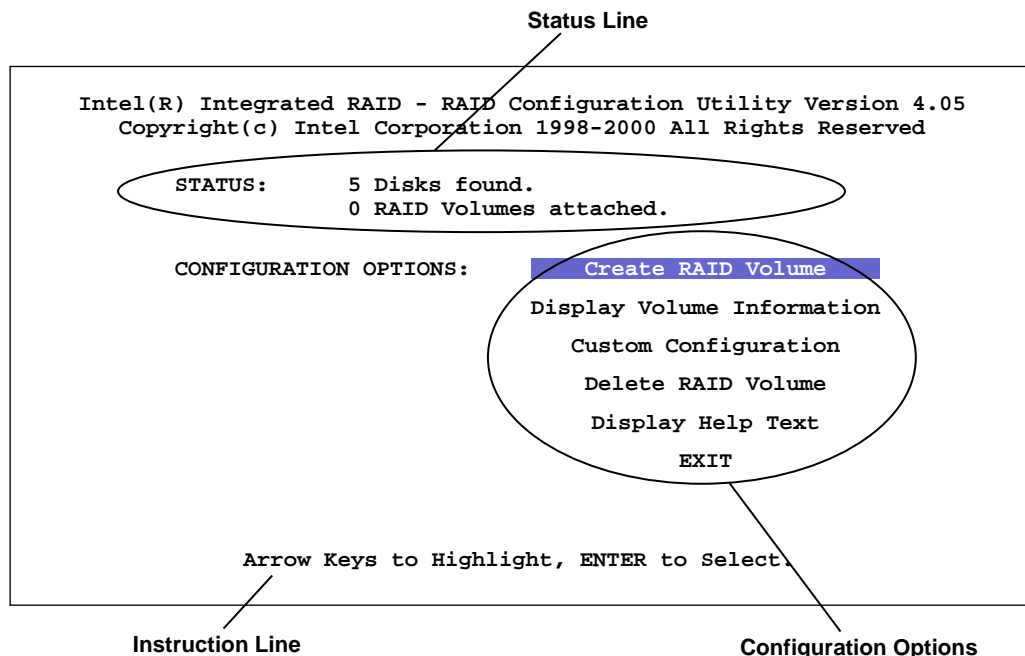 Status Line
Intel(R) Integrated RAID - RAID Configuration Utility Version 4.05
Copyright(c) Intel Corporation 1998-2000 All Rights Reserved
STATUS: 5 Disks found.
0 RAID Volumes attached.
CONFIGURATION OPTIONS: Create RAID Volume
Display Volume Information
Custom Configuration
Delete RAID Volume
Display Help Text
EXIT
Arrow Keys to Highlight, ENTER to Select.
Instruction Line
Configuration Options